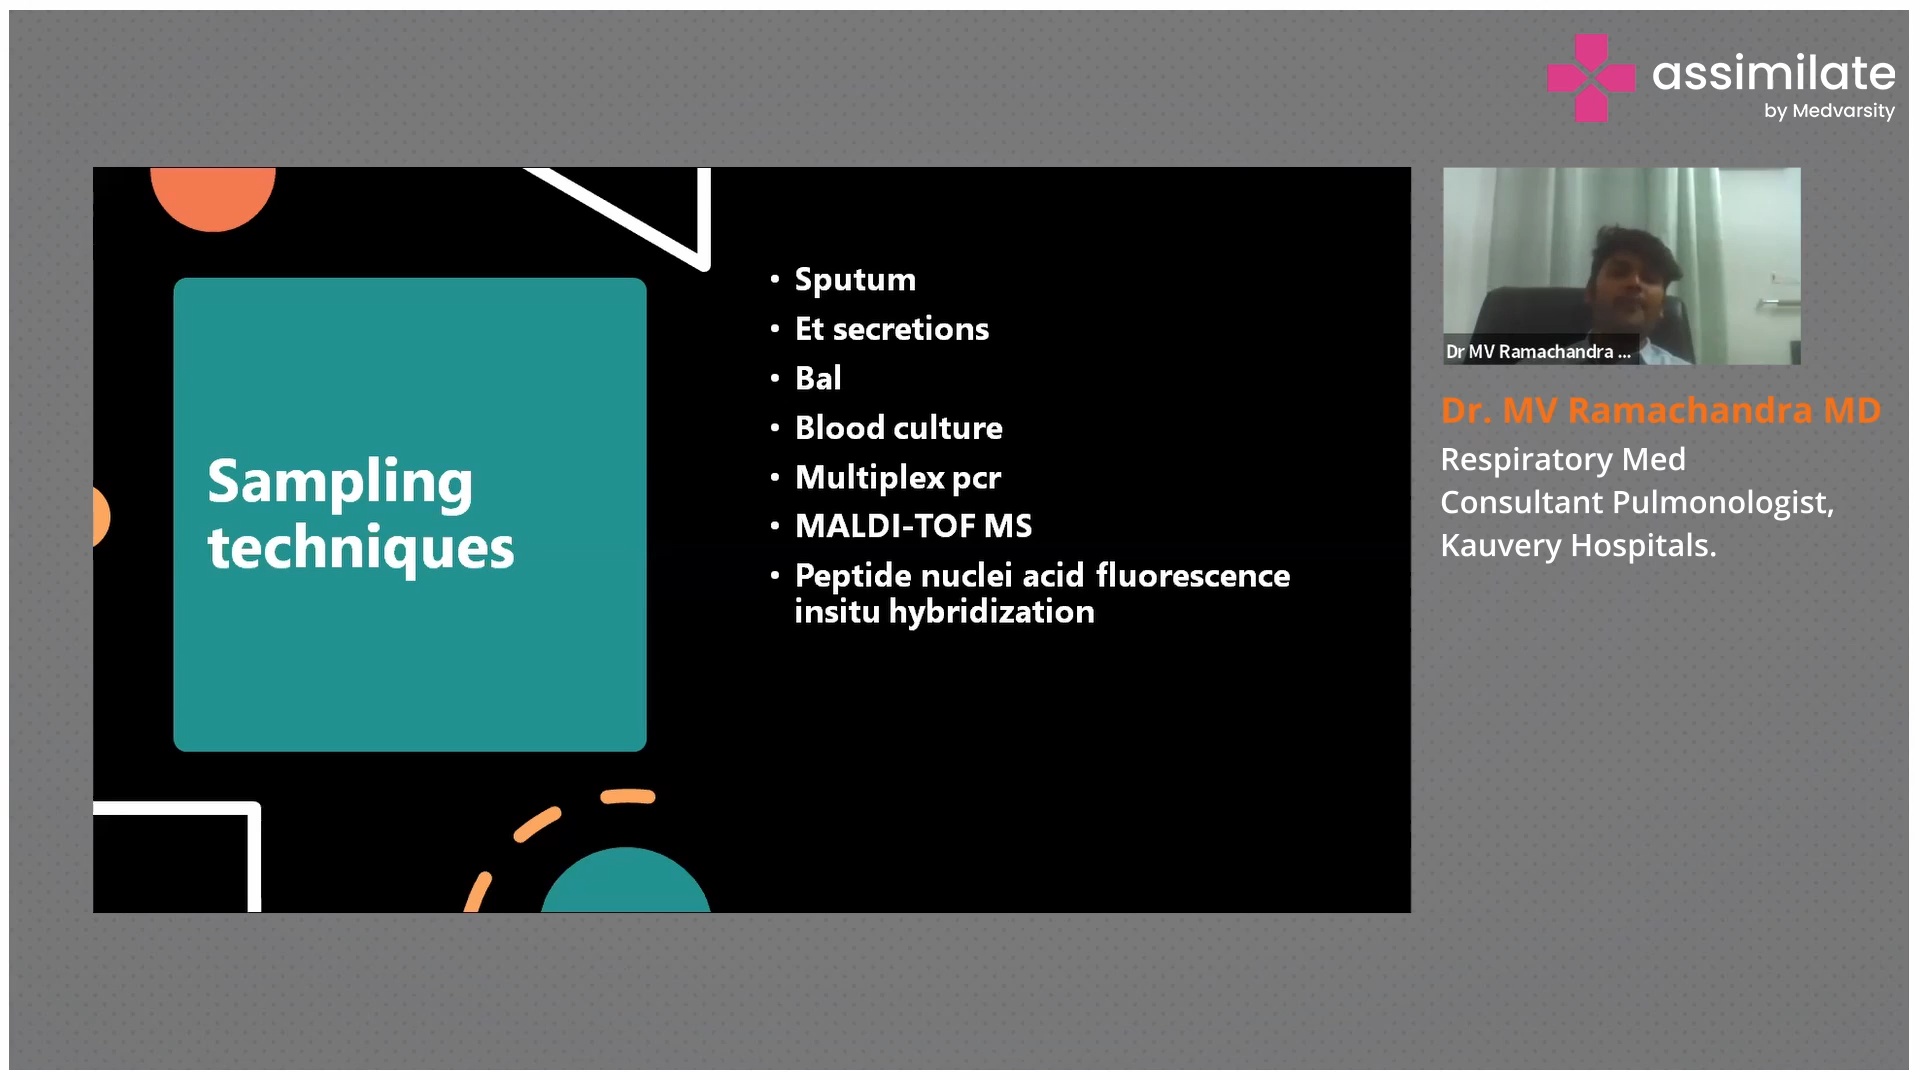 assimilate
by Medvarsity
Sampling
techniques
• Sputum
• Et secretions
• Bal
• Blood culture
• Multiplex pcr
• MALDI-TOF MS
• Peptide nuclei acid fluorescence
insitu hybridization
Dr MV Ramachandra ...
Dr. MV Ramachandra MD
Respiratory Med
Consultant Pulmonologist,
Kauvery Hospitals.